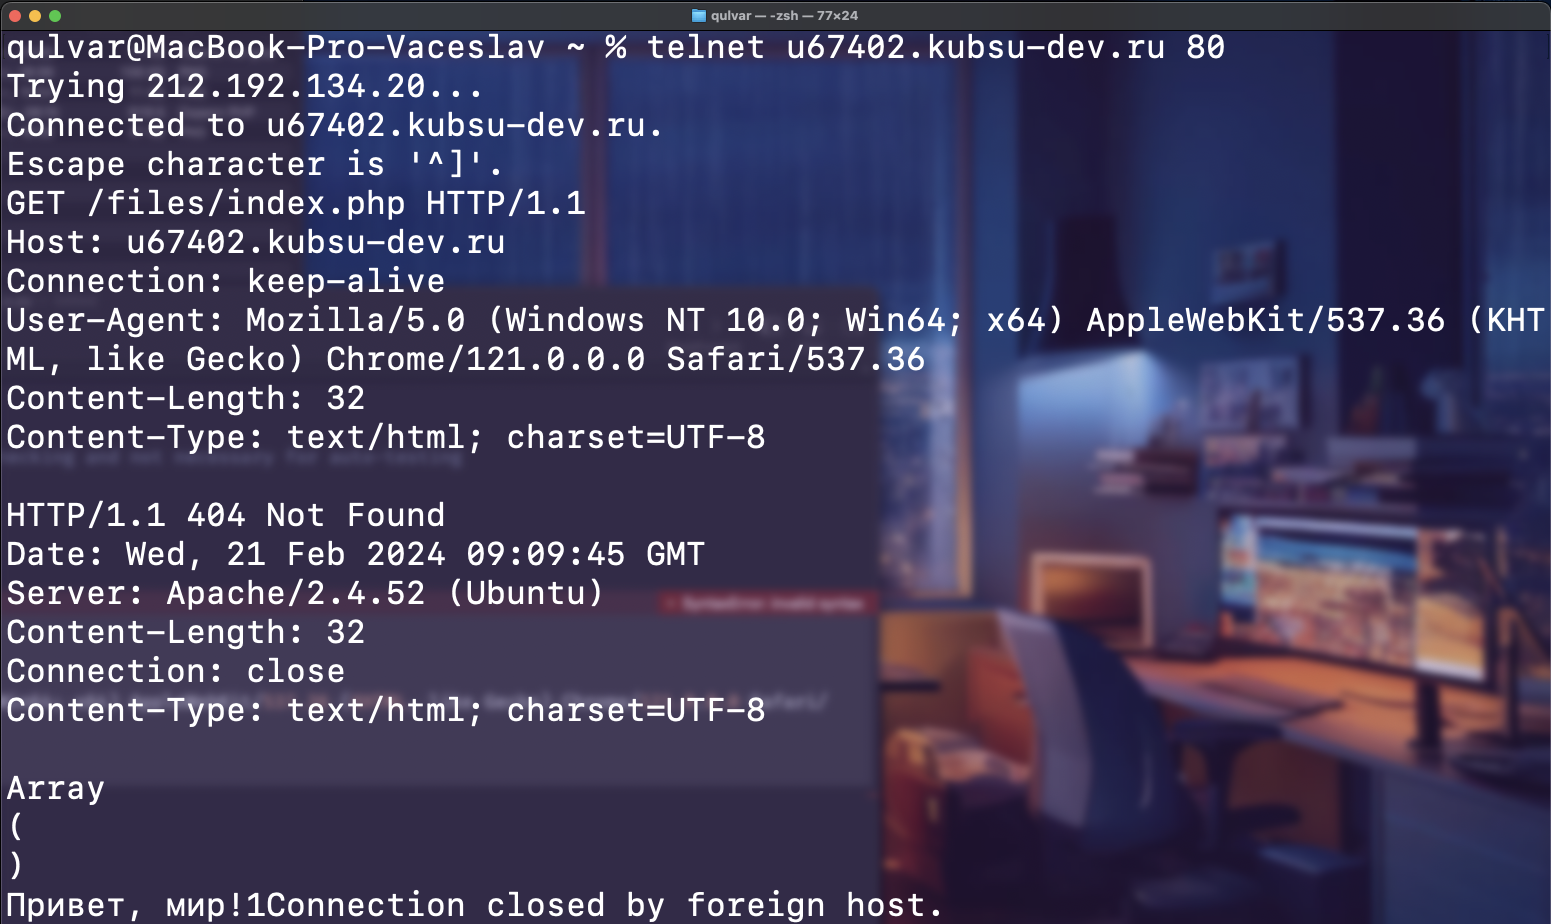 qulvar — -zsh — 77×24
qulvar@MacBook-Pro-Vaceslav ~ % telnet u67402.kubsu-dev.ru 80
Trying 212.192.134.20...
Connected to u67402.kubsu-dev.ru.
Escape character is '^]'.
GET /files/index.php HTTP/1.1
Host: u67402.kubsu-dev.ru
Connection: keep-alive
User-Agent: Mozilla/5.0 (Windows NT 10.0; Win64; x64) AppleWebKit/537.36 (KHT
ML, like Gecko) Chrome/121.0.0.0 Safari/537.36
Content-Length: 32
Content-Type: text/html; charset=UTF-8
HTTP/1.1 404 Not Found
Date: Wed, 21 Feb 2024 09:09:45 GMT
Server: Apache/2.4.52 (Ubuntu)
Content-Length: 32
Connection: close
Content-Type: text/html; charset=UTF-8
Array
(
)
Привет, мир!1Connection closed by foreign host.